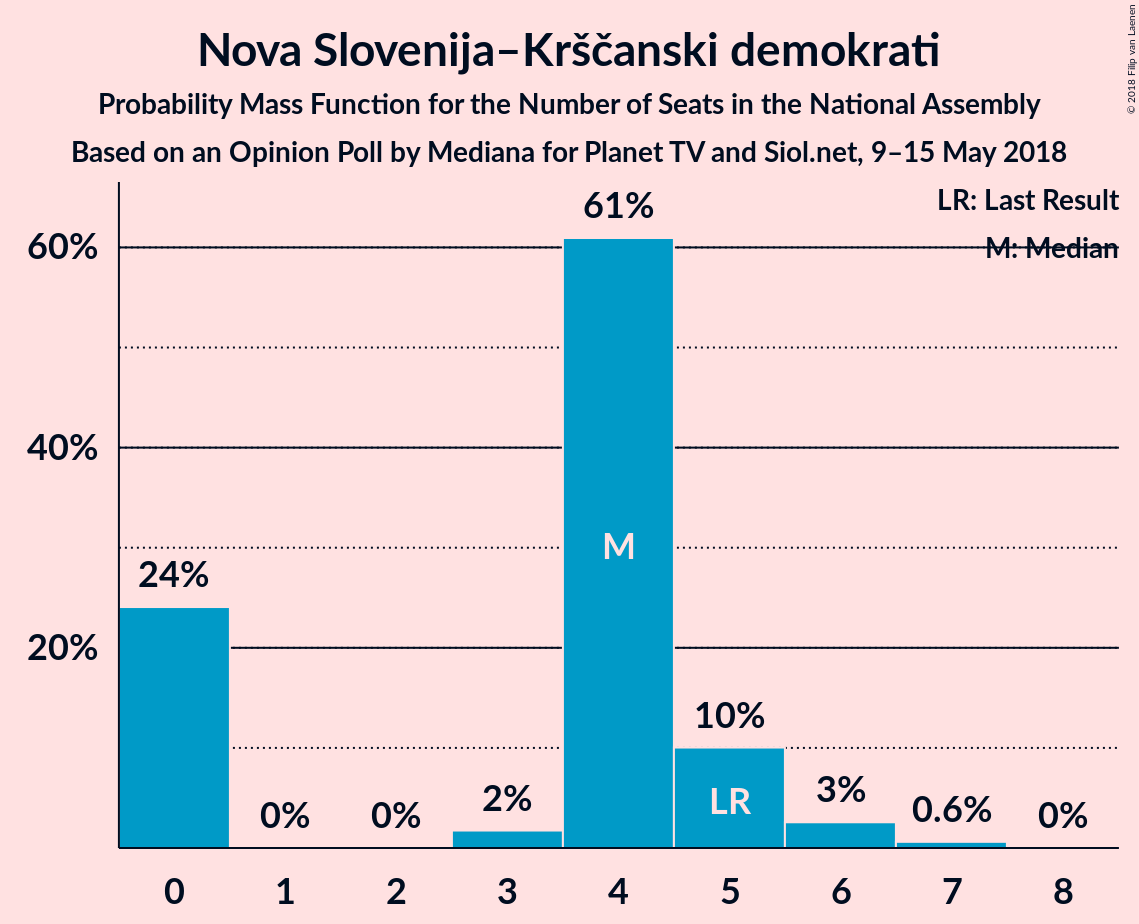 Nova Slovenija–Krščanski demokrati
Probability Mass Function for the Number of Seats in the National Assembly
Based on an Opinion Poll by Mediana for Planet TV and Siol.net, 9–15 May 2018
© 2018 Filip van Laenen
LR: Last Result
M: Median
60%
40%
20%
24%
0%
0%
2%
61%
10%
3%
0.6%
0%
M
LR
0 1 2 3 4 5 6 7 8